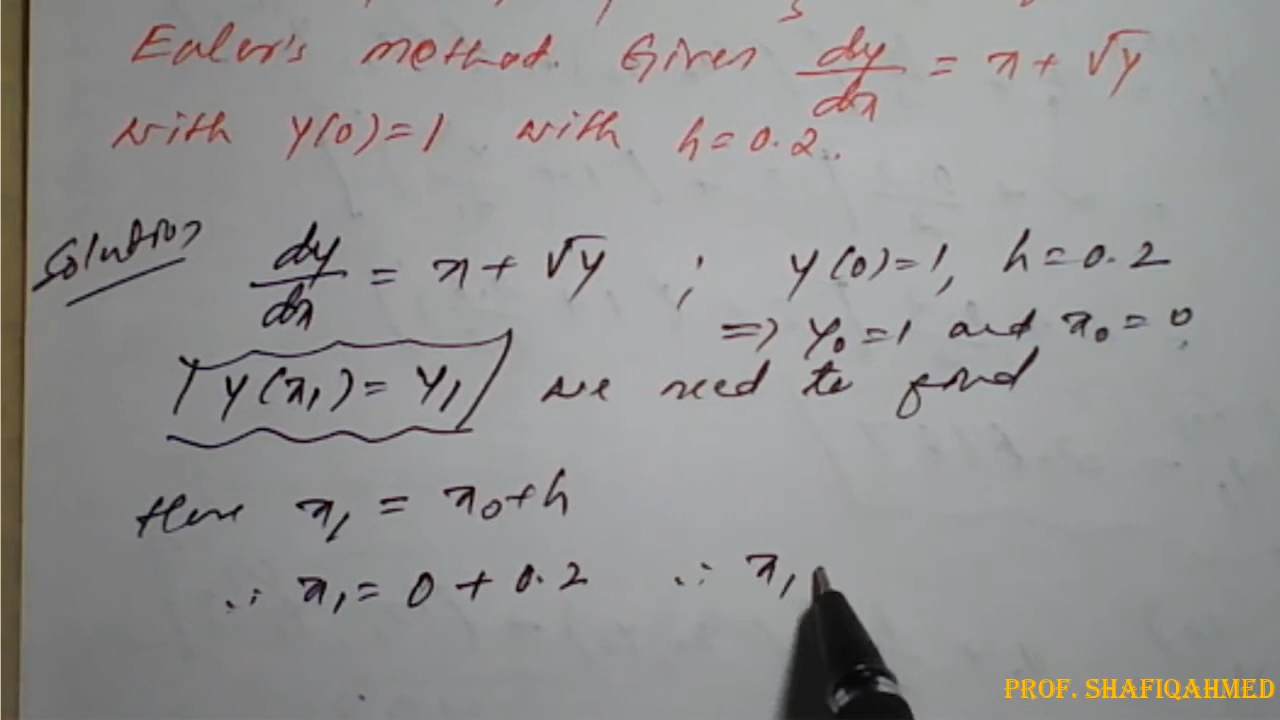 Euler's method. Given dy/dx = x + √y
with y(0)=1 with h=0.2.
Solution dy/dx = x + √y ; y(0)=1, h=0.2
=> y₀=1 and x₀=0
y(x₁)= y₁ we need to find
Here x₁ = x₀+h
∴ x₁ = 0 + 0.2 ∴ x₁
PROF. SHAFIQAHMED